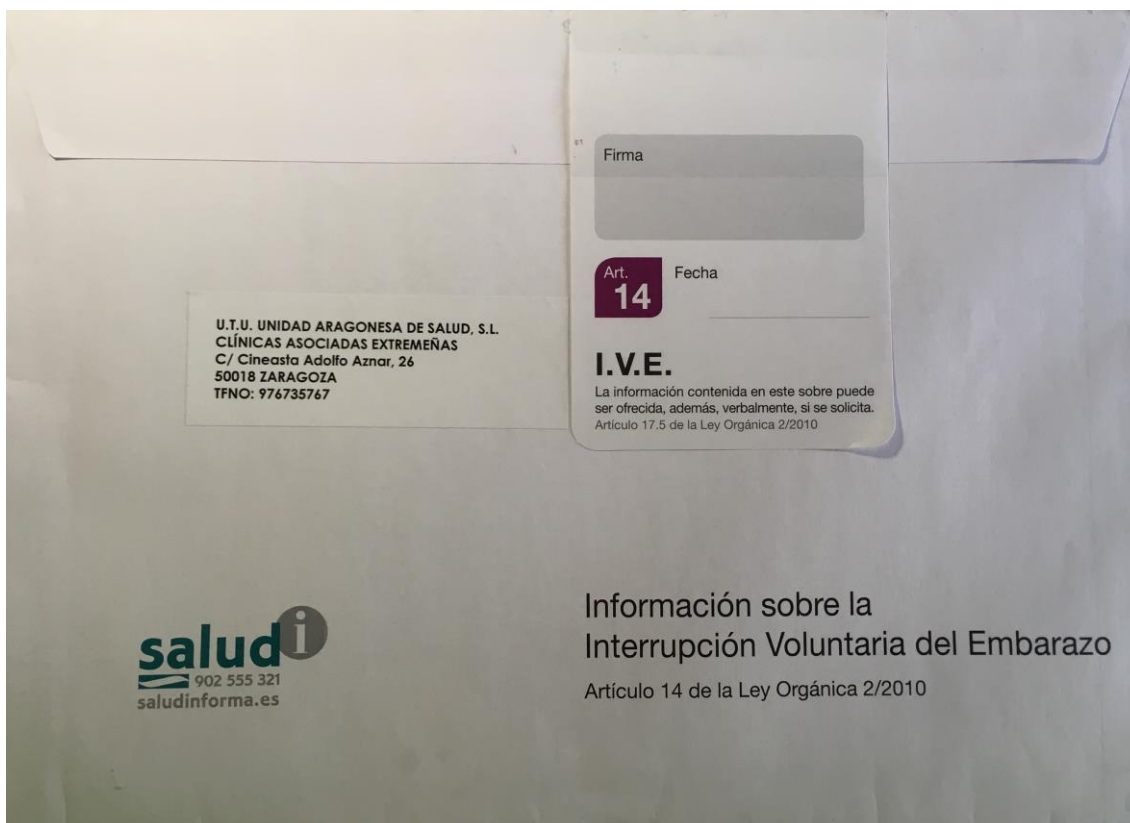 Firma
Art.
14
Fecha
I.V.E.
La información contenida en este sobre puede
ser ofrecida, además, verbalmente, si se solicita.
Artículo 17.5 de la Ley Orgánica 2/2010
U.T.U. UNIDAD ARAGONESA DE SALUD, S.L.
CLÍNICAS ASOCIADAS EXTREMEÑAS
C/ Cineasta Adolfo Aznar, 26
50018 ZARAGOZA
TFNO: 976735767
salud i
902 555 321
saludinforma.es
Información sobre la
Interrupción Voluntaria del Embarazo
Artículo 14 de la Ley Orgánica 2/2010